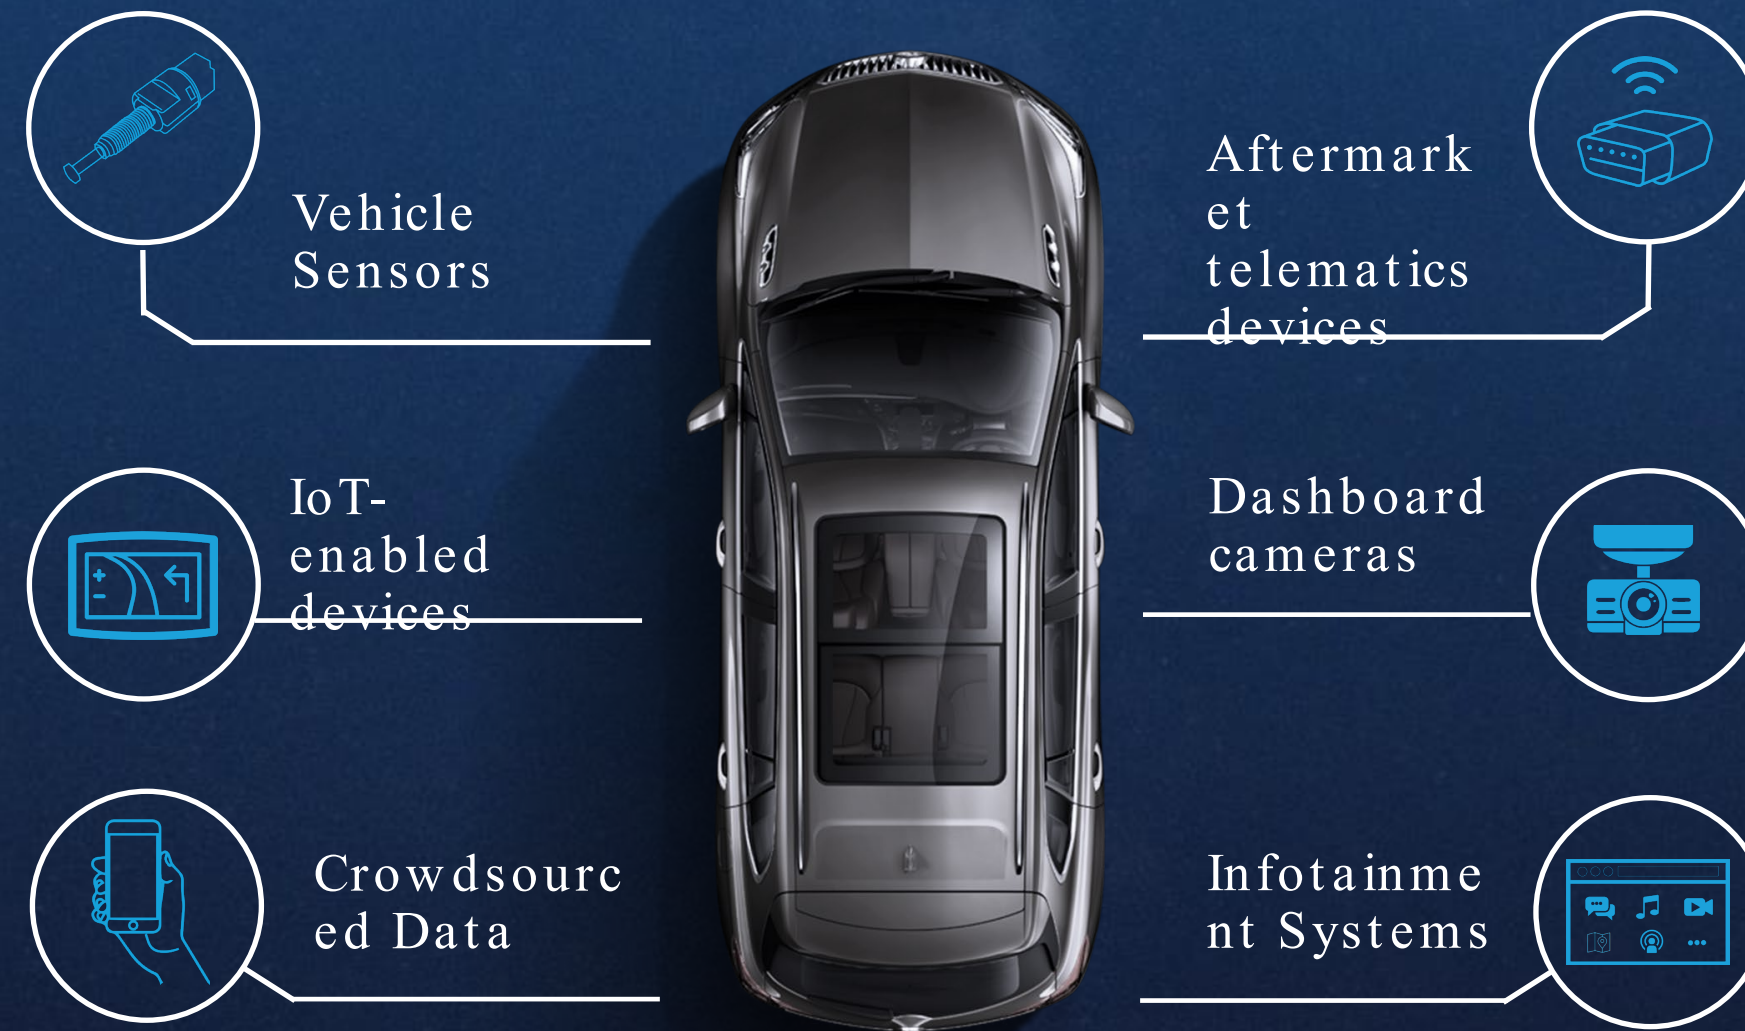 Vehicle
Sensors
Aftermark
et
telematics
devices
IoT-
enabled
devices
Dashboard
cameras
Crowdsourc
ed Data
Infotainme
nt Systems